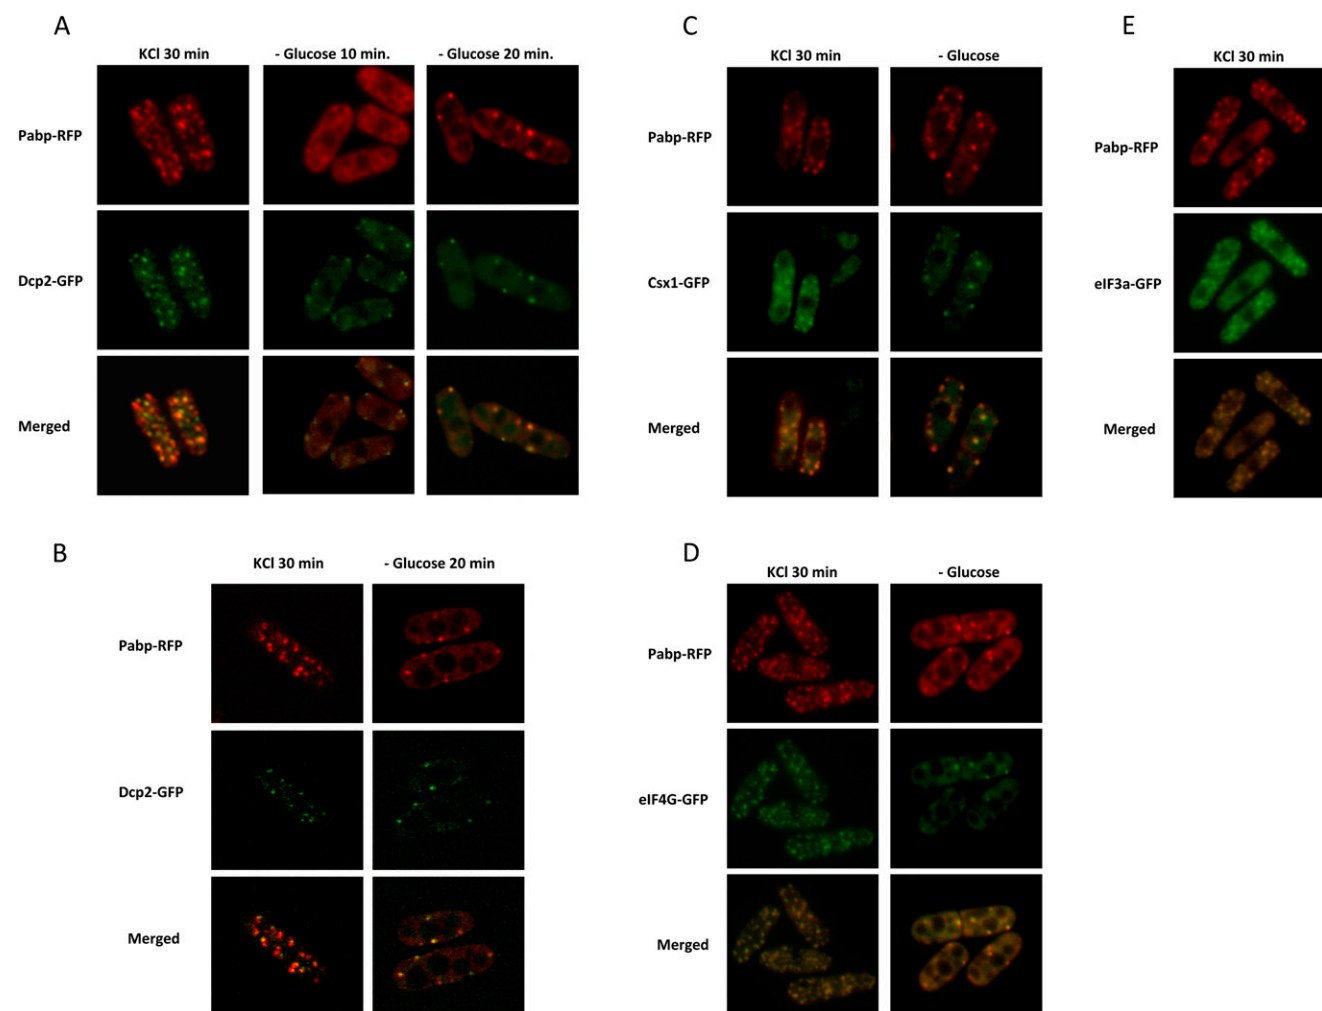 A
KCl 30 min
- Glucose 10 min.
- Glucose 20 min.
Pabp-RFP
Dcp2-GFP
Merged
B
KCl 30 min
- Glucose 20 min
Pabp-RFP
Dcp2-GFP
Merged
C
KCl 30 min
- Glucose
Pabp-RFP
Csx1-GFP
Merged
D
KCl 30 min
- Glucose
Pabp-RFP
eIF4G-GFP
Merged
E
KCl 30 min
Pabp-RFP
eIF3a-GFP
Merged